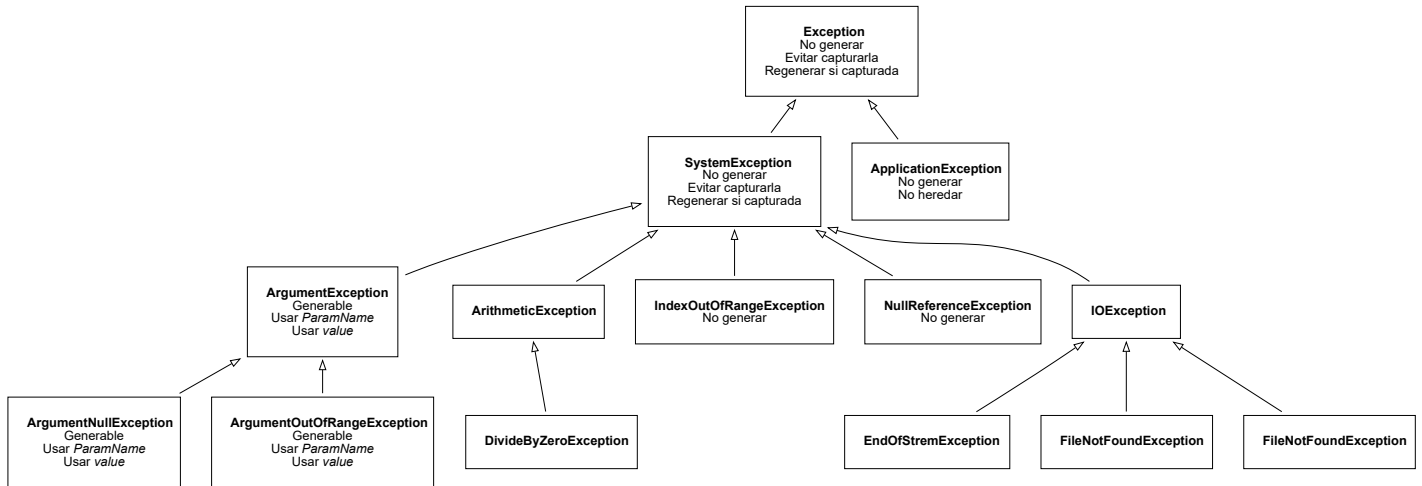 Exception
No generar
Evitar capturarla
Regenerar si capturada
SystemException
No generar
Evitar capturarla
Regenerar si capturada
ApplicationException
No generar
No heredar
ArgumentException
Generable
Usar ParamName
Usar value
ArithmeticException
IndexOutOfRangeException
No generar
NullReferenceException
No generar
IOException
ArgumentNullException
Generable
Usar ParamName
Usar value
ArgumentOutOfRangeException
Generable
Usar ParamName
Usar value
DivideByZeroException
EndOfStremException
FileNotFoundException
FileNotFoundException